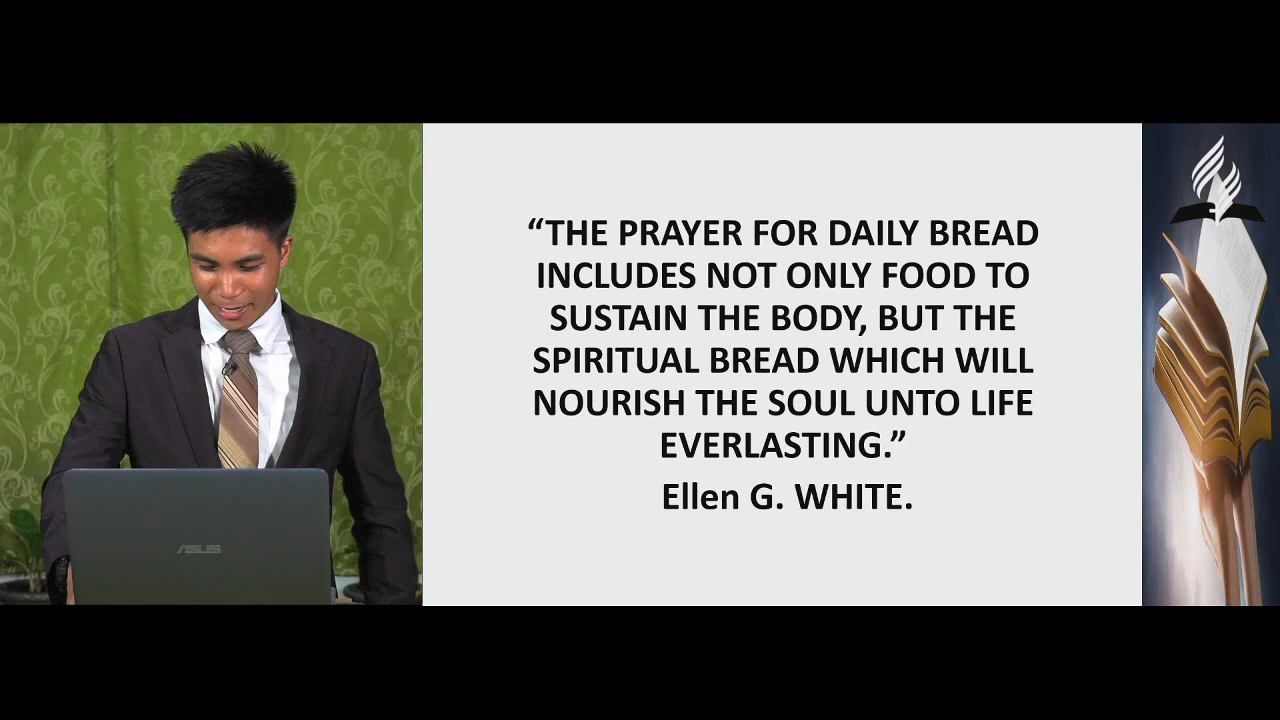 “THE PRAYER FOR DAILY BREAD
INCLUDES NOT ONLY FOOD TO
SUSTAIN THE BODY, BUT THE
SPIRITUAL BREAD WHICH WILL
NOURISH THE SOUL UNTO LIFE
EVERLASTING.”
Ellen G. WHITE.
ASUS